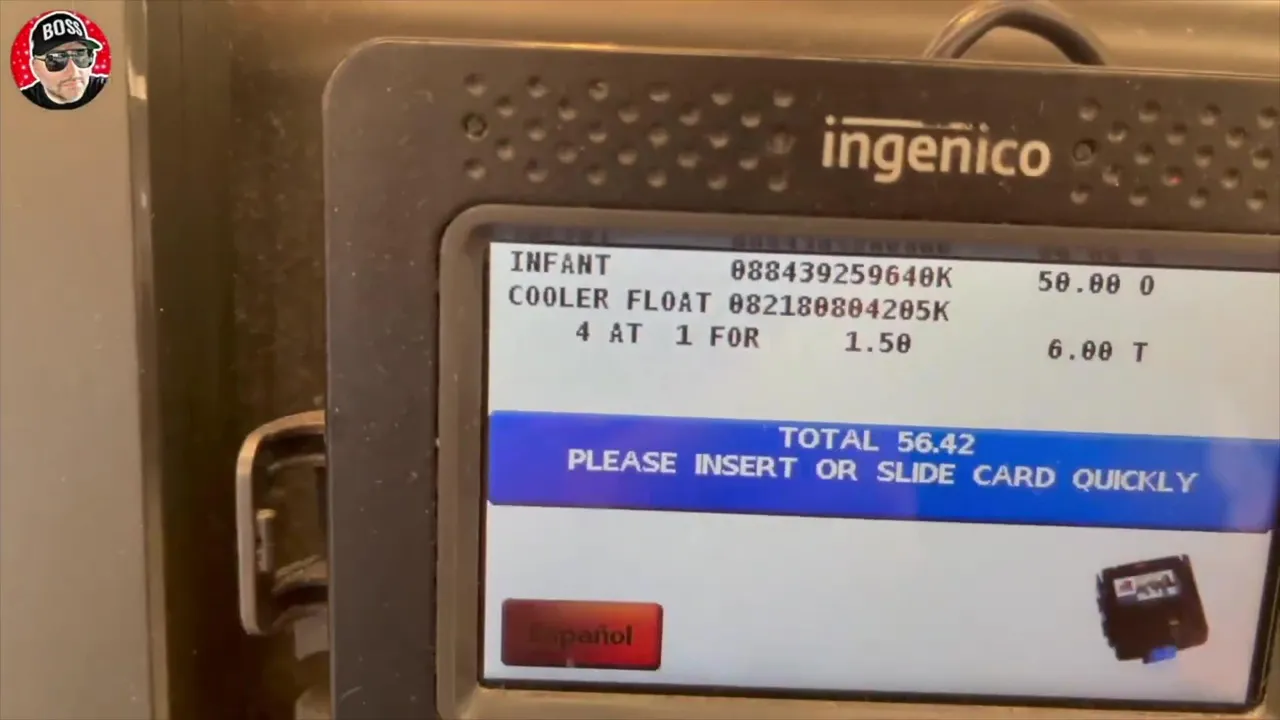 BOSS
ingenico
INFANT 088439259640K 50.00 O
COOLER FLOAT 082180804205K
4 AT 1 FOR 1.50 6.00 T
TOTAL 56.42
PLEASE INSERT OR SLIDE CARD QUICKLY
Español